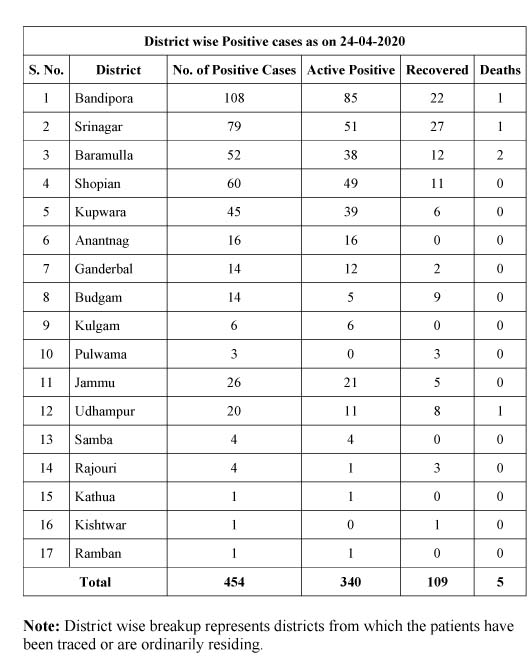 District wise Positive cases as on 24-04-2020
S. No. District No. of Positive Cases Active Positive Recovered Deaths
1 Bandipora 108 85 22 1
2 Srinagar 79 51 27 1
3 Baramulla 52 38 12 2
4 Shopian 60 49 11 0
5 Kupwara 45 39 6 0
6 Anantnag 16 16 0 0
7 Ganderbal 14 12 2 0
8 Budgam 14 5 9 0
9 Kulgam 6 6 0 0
10 Pulwama 3 0 3 0
11 Jammu 26 21 5 0
12 Udhampur 20 11 8 1
13 Samba 4 4 0 0
14 Rajouri 4 1 3 0
15 Kathua 1 1 0 0
16 Kishtwar 1 0 1 0
17 Ramban 1 1 0 0
Total 454 340 109 5
Note: District wise breakup represents districts from which the patients have
been traced or are ordinarily residing.